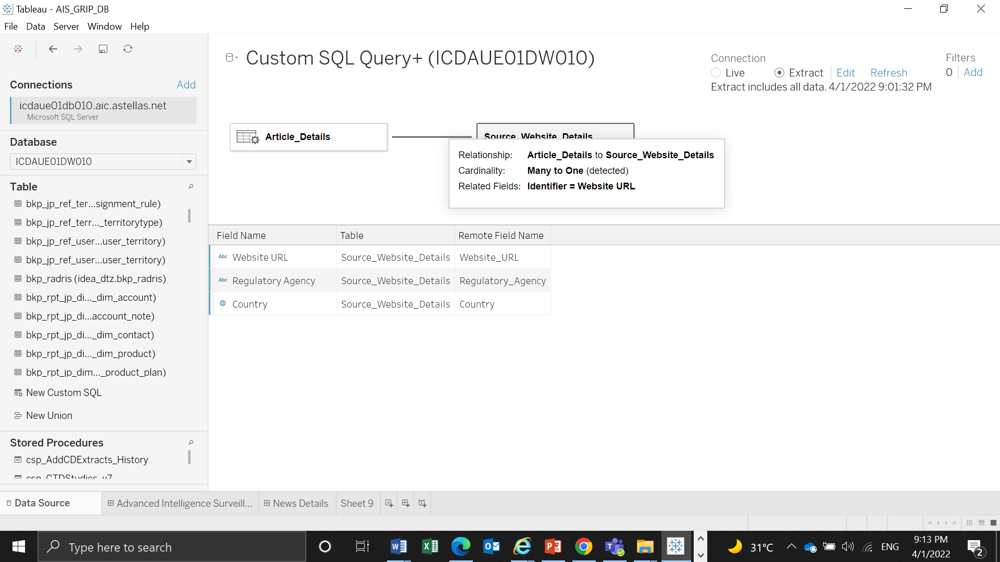 Tableau - AIS_GRIP_DB
File Data Server Window Help
Connections Add
icdaue01db010.aic.astellas.net
Microsoft SQL Server
Database
ICDAUE01DW010
Table
bkp_jp_ref_ter...signment_rule)
bkp_jp_ref_terr..._territorytype)
bkp_jp_ref_user...user_territory)
bkp_jp_ref_user...user_territory)
bkp_radris (idea_dtz.bkp_radris)
bkp_rpt_jp_di..._dim_account)
bkp_rpt_jp_di...account_note)
bkp_rpt_jp_di..._dim_contact)
bkp_rpt_jp_di..._dim_product)
bkp_rpt_jp_dim..._product_plan)
New Custom SQL
New Union
Stored Procedures
csp_AddCDExtracts_History
csp_CTDStudies_v7
Custom SQL Query+ (ICDAUE01DW010)
Connection
Live Extract Edit Refresh
Extract includes all data. 4/1/2022 9:01:32 PM
Filters
0 Add
Article_Details
Source_Website_Details
Relationship: Article_Details to Source_Website_Details
Cardinality: Many to One (detected)
Related Fields: Identifier = Website URL
Field Name Table Remote Field Name
Abc Website URL Source_Website_Details Website_URL
Abc Regulatory Agency Source_Website_Details Regulatory_Agency
Country Source_Website_Details Country
Data Source Advanced Intelligence Surveill... News Details Sheet 9
Type here to search
31°C ENG
9:13 PM
4/1/2022
2